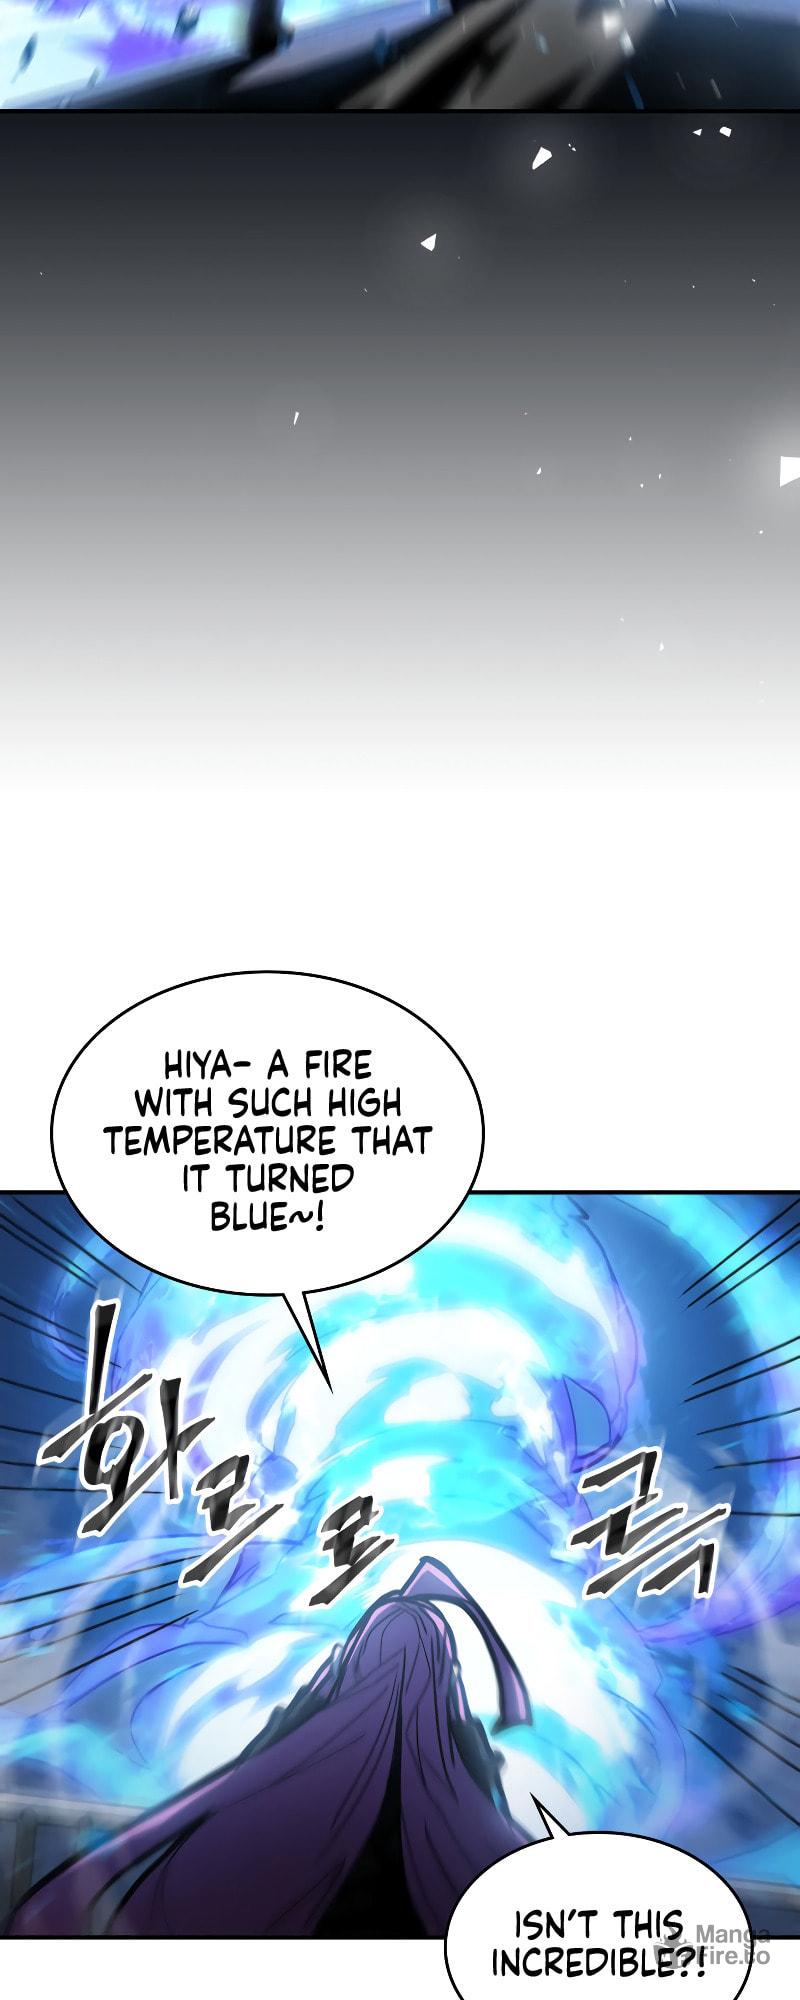 HIYA- A FIRE
WITH SUCH HIGH
TEMPERATURE THAT
IT TURNED
BLUE~!
화르르륵
ISN'T THIS
INCREDIBLE?!
Manga
Fire.to